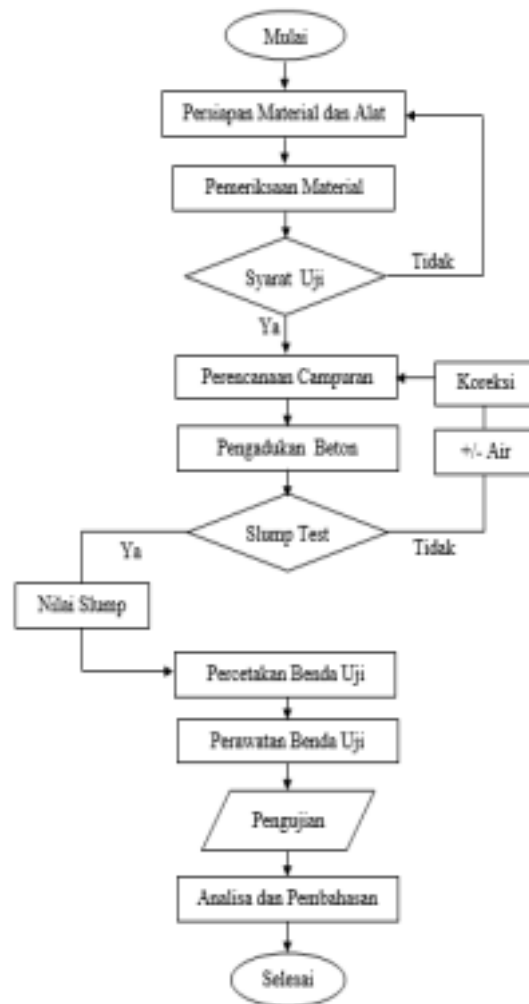 Mulai
Persiapan Material dan Alat
Pemeriksaan Material
Syarat Uji
Tidak
Ya
Perencanaan Campuran
Koreksi
Pengadukan Beton
+/- Air
Slump Test
Ya
Tidak
Nilai Slump
Percetakan Benda Uji
Perawatan Benda Uji
Pengujian
Analisa dan Pembahasan
Selesai